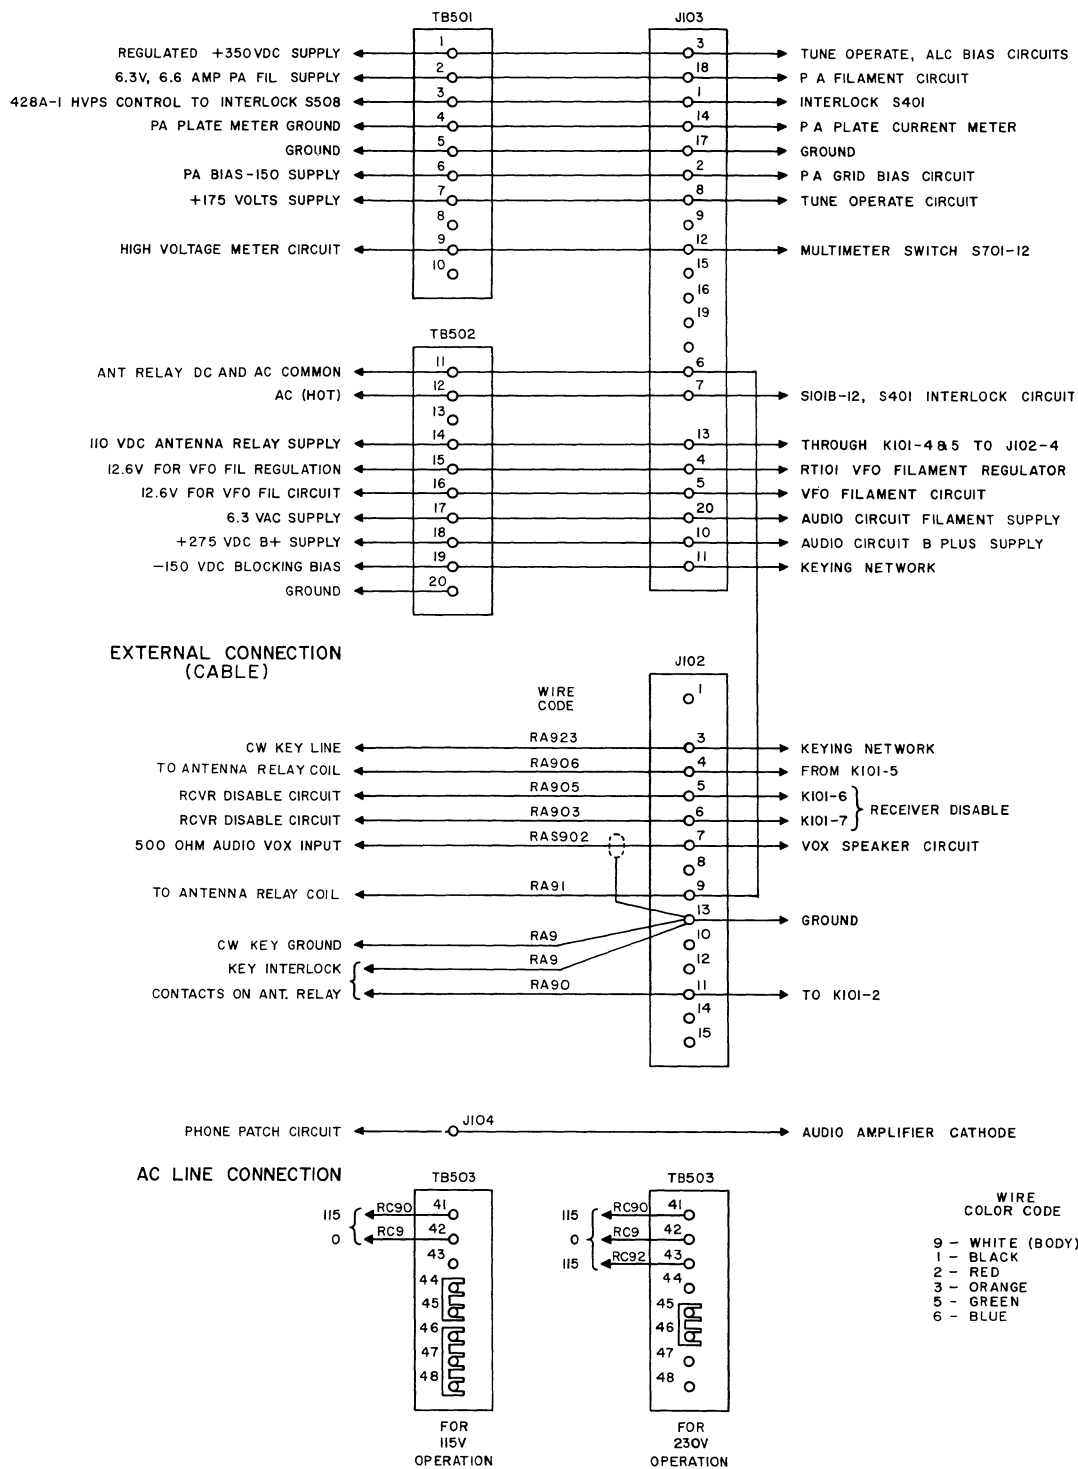 TB501 J103
REGULATED +350VDC SUPPLY 1 3 TUNE OPERATE, ALC BIAS CIRCUITS
6.3V, 6.6 AMP PA FIL SUPPLY 2 18 P A FILAMENT CIRCUIT
428A-1 HVPS CONTROL TO INTERLOCK S508 3 1 INTERLOCK S401
PA PLATE METER GROUND 4 14 P A PLATE CURRENT METER
GROUND 5 17 GROUND
PA BIAS-150 SUPPLY 6 2 P A GRID BIAS CIRCUIT
+175 VOLTS SUPPLY 7 8 TUNE OPERATE CIRCUIT
8 9
HIGH VOLTAGE METER CIRCUIT 9 12 MULTIMETER SWITCH S701-12
10 15
16
19
TB502
ANT RELAY DC AND AC COMMON 11 6
AC (HOT) 12 7 S101B-12, S401 INTERLOCK CIRCUIT
13
110 VDC ANTENNA RELAY SUPPLY 14 13 THROUGH K101-4&5 TO J102-4
12.6V FOR VFO FIL REGULATION 15 4 RT101 VFO FILAMENT REGULATOR
12.6V FOR VFO FIL CIRCUIT 16 5 VFO FILAMENT CIRCUIT
6.3 VAC SUPPLY 17 20 AUDIO CIRCUIT FILAMENT SUPPLY
+275 VDC B+ SUPPLY 18 10 AUDIO CIRCUIT B PLUS SUPPLY
-150 VDC BLOCKING BIAS 19 11 KEYING NETWORK
GROUND 20
EXTERNAL CONNECTION
(CABLE)
J102
WIRE
CODE
1
CW KEY LINE RA923 3 KEYING NETWORK
TO ANTENNA RELAY COIL RA906 4 FROM K101-5
RCVR DISABLE CIRCUIT RA905 5 K101-6
RECEIVER DISABLE
RCVR DISABLE CIRCUIT RA903 6 K101-7
500 OHM AUDIO VOX INPUT RAS902 7 VOX SPEAKER CIRCUIT
8
TO ANTENNA RELAY COIL RA91 9
13 GROUND
CW KEY GROUND RA9 10
KEY INTERLOCK RA9 12
CONTACTS ON ANT. RELAY RA90 11 TO K101-2
14
15
PHONE PATCH CIRCUIT J104 AUDIO AMPLIFIER CATHODE
AC LINE CONNECTION
TB503
115 RC90 41
0 RC9 42
43
44
45
46
47
48
FOR
115V
OPERATION
TB503
115 RC90 41
0 RC9 42
115 RC92 43
44
45
46
47
48
FOR
230V
OPERATION
WIRE
COLOR CODE
9 - WHITE (BODY)
1 - BLACK
2 - RED
3 - ORANGE
5 - GREEN
6 - BLUE